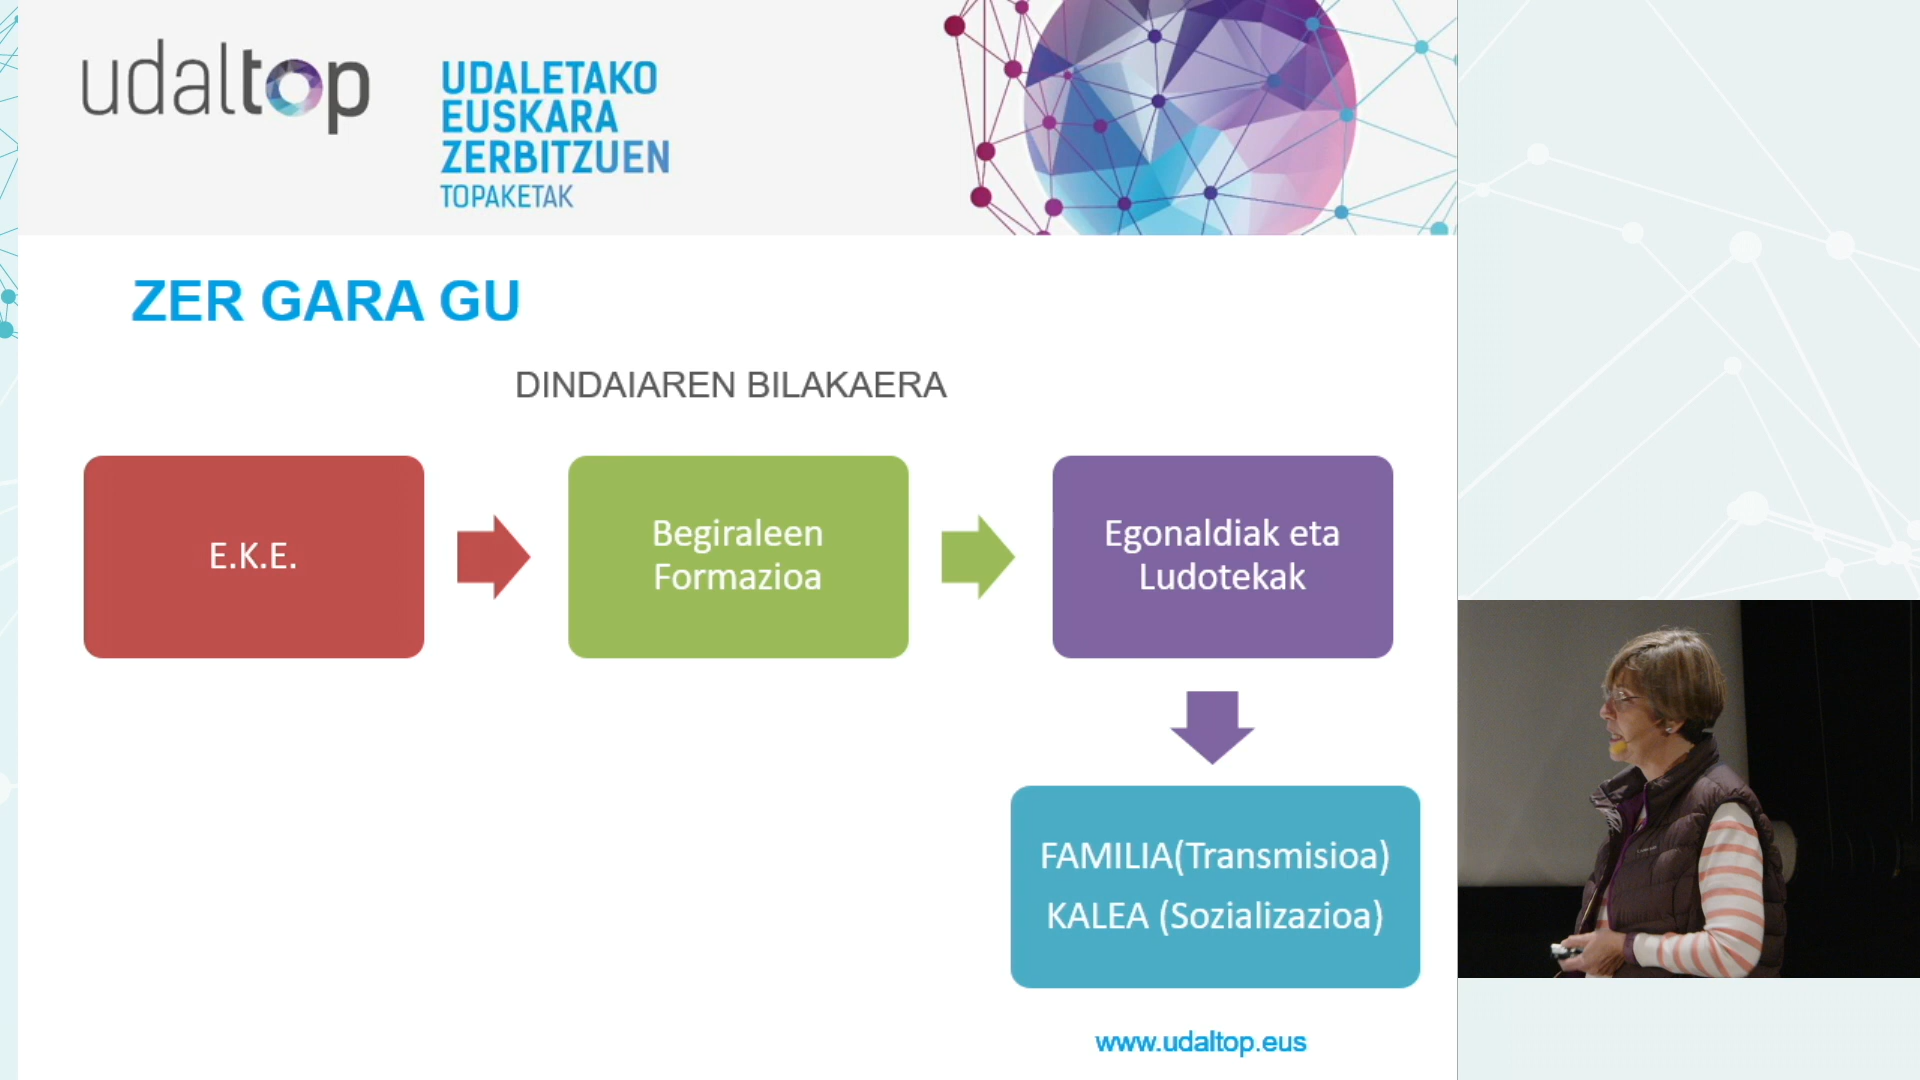 udaltop
UDALETAKO
EUSKARA
ZERBITZUEN
TOPAKETAK
ZER GARA GU
DINDAIAREN BILAKAERA
E.K.E.
Begiraleen
Formazioa
Egonaldiak eta
Ludotekak
FAMILIA(Transmisioa)
KALEA (Sozializazioa)
www.udaltop.eus